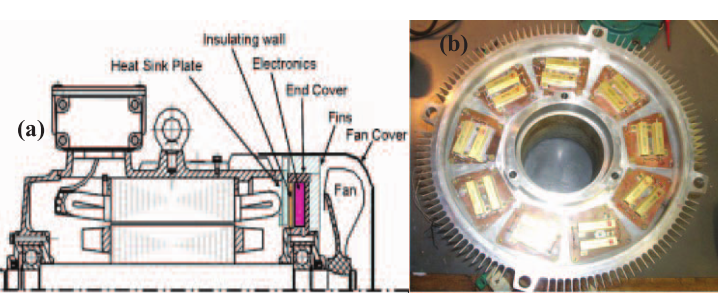 Insulating wall
(b)
Electronics
Heat Sink Plate
End Cover
Fins
(a)
Fan Cover
Fan